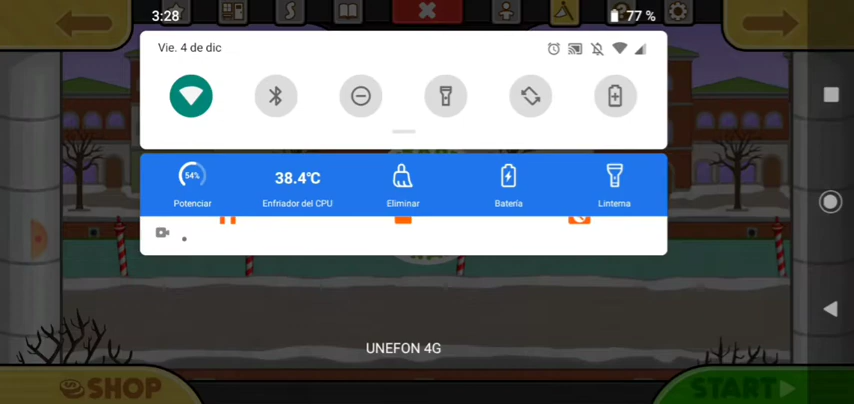 3:28
77 %
Vie. 4 de dic
54%
38.4°C
Potenciar
Enfriador del CPU
Eliminar
Batería
Linterna
UNEFON 4G
SHOP
START